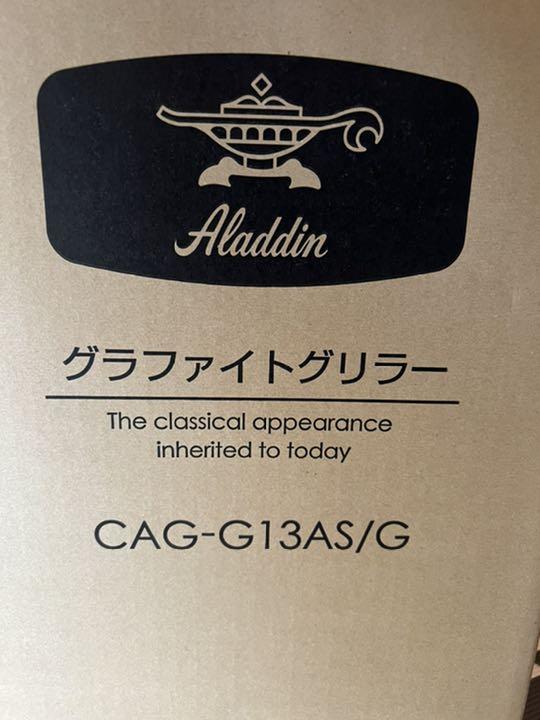 Aladdin
グラファイトグリラー
The classical appearance
inherited to today
CAG-G13AS/G